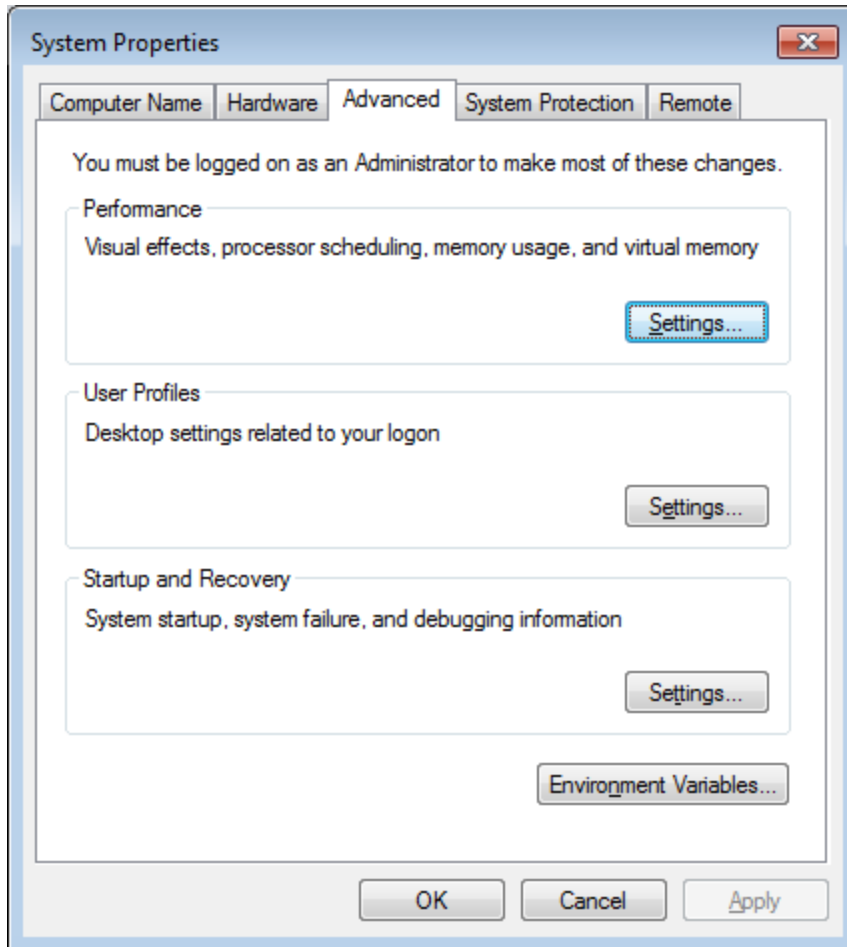 System Properties
Computer Name Hardware Advanced System Protection Remote
You must be logged on as an Administrator to make most of these changes.
Performance
Visual effects, processor scheduling, memory usage, and virtual memory
Settings...
User Profiles
Desktop settings related to your logon
Settings...
Startup and Recovery
System startup, system failure, and debugging information
Settings...
Environment Variables...
OK Cancel Apply